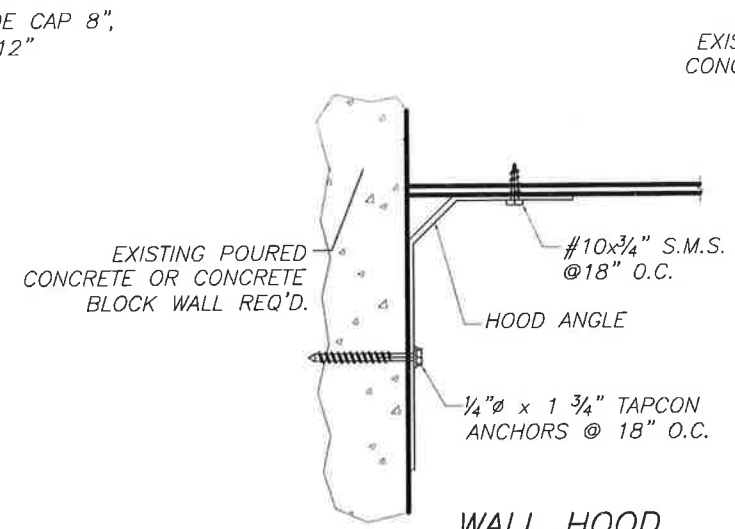 DE CAP 8",
12"
EXIS
CONC
EXISTING POURED
CONCRETE OR CONCRETE
BLOCK WALL REQ'D.
#10x3/4" S.M.S.
@18" O.C.
HOOD ANGLE
1/4"ø x 1 3/4" TAPCON
ANCHORS @ 18" O.C.
WALL HOOD